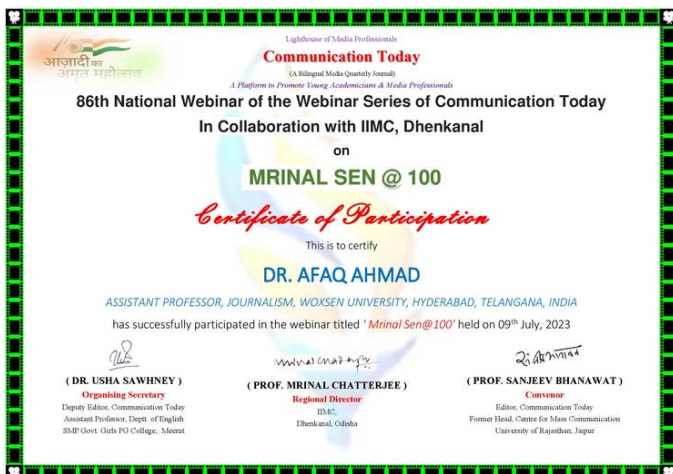 Lighthouse of Media Professionals
Communication Today
(A Bilingual Media Quarterly Journal)
A Platform to Promote Young Academicians & Media Professionals
75
आज़ादी का
अमृत महोत्सव
86th National Webinar of the Webinar Series of Communication Today
In Collaboration with IIMC, Dhenkanal
on
MRINAL SEN @ 100
Certificate of Participation
This is to certify
DR. AFAQ AHMAD
ASSISTANT PROFESSOR, JOURNALISM, WOXSEN UNIVERSITY, HYDERABAD, TELANGANA, INDIA
has successfully participated in the webinar titled 'Mrinal Sen@100' held on 09th July, 2023
Usha
( DR. USHA SAWHNEY )
Organising Secretary
Deputy Editor, Communication Today
Assistant Professor, Deptt. of English
SMP Govt. Girls PG College, Meerut
Mrinal Chatterjee
( PROF. MRINAL CHATTERJEE )
Regional Director
IIMC,
Dhenkanal, Odisha
( PROF. SANJEEV BHANAWAT )
Convenor
Editor, Communication Today
Former Head, Centre for Mass Communication
University of Rajasthan, Jaipur